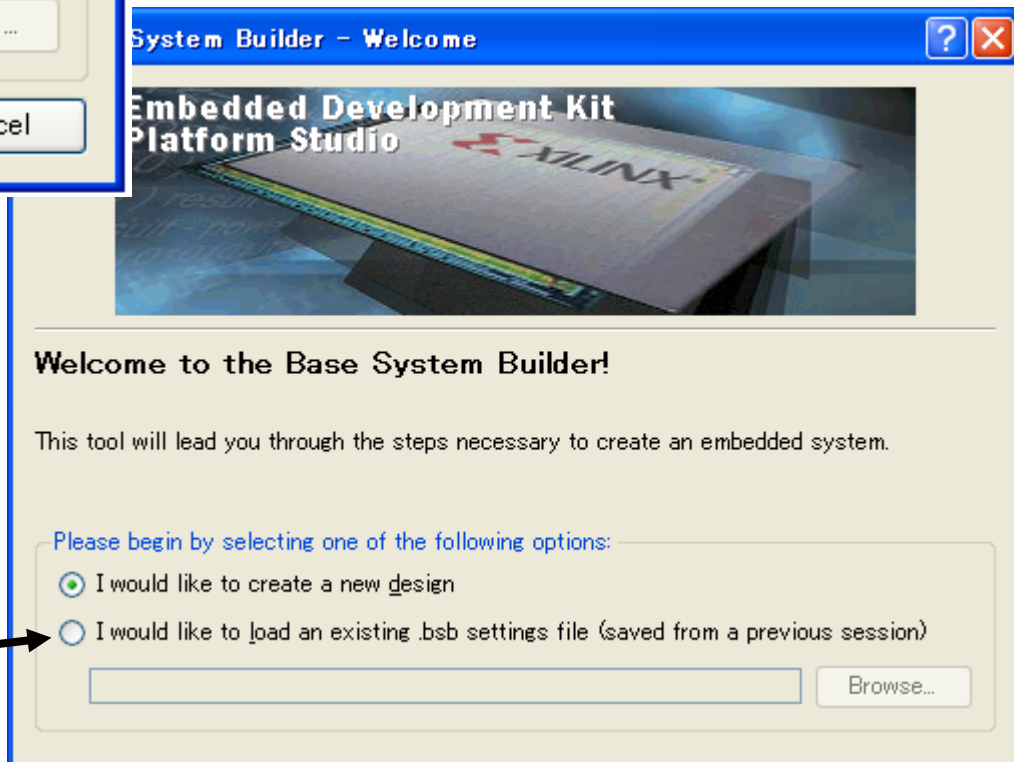 ...
cel
System Builder - Welcome
Embedded Development Kit
Platform Studio
XILINX
Welcome to the Base System Builder!
This tool will lead you through the steps necessary to create an embedded system.
Please begin by selecting one of the following options:
I would like to create a new design
I would like to load an existing .bsb settings file (saved from a previous session)
Browse...